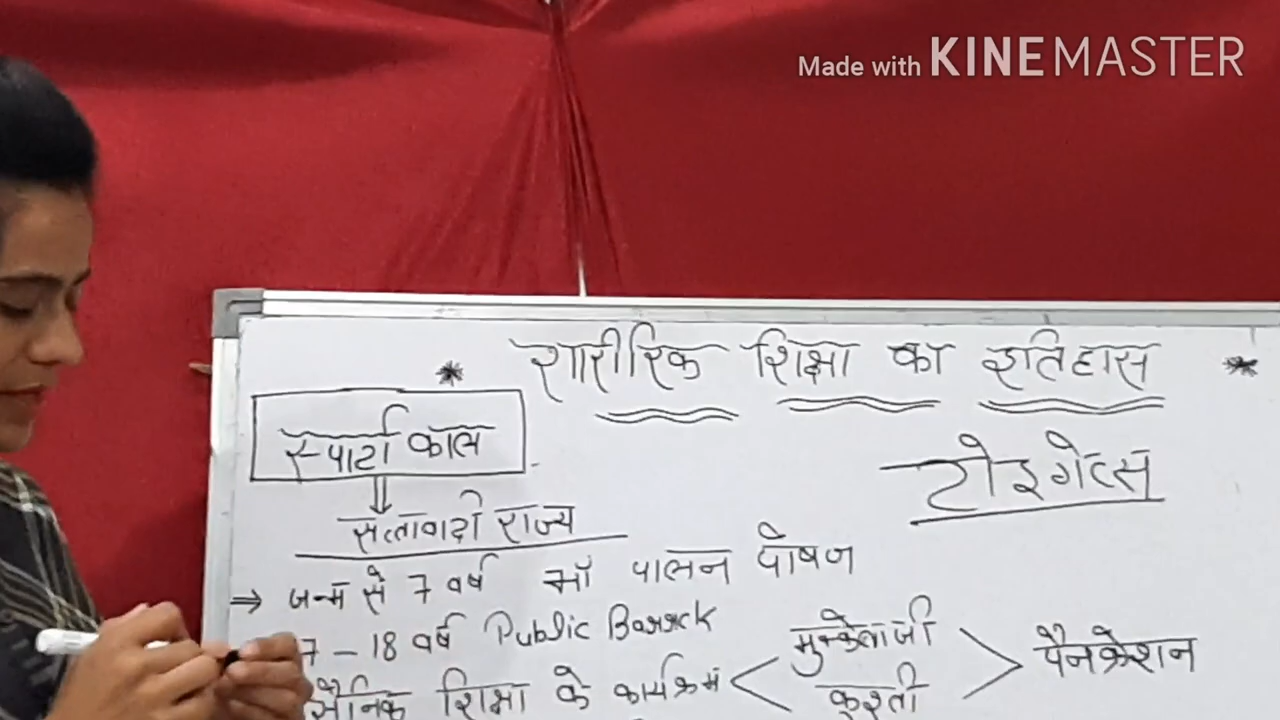 Made with KINEMASTER
* शारीरिक शिक्षा का इतिहास *
स्पार्टा काल
टोइगेत्स
सत्तावादी राज्य
⇒ जन्म से 7 वर्ष माँ पालन पोषण
7 – 18 वर्ष Public Barrack
सैनिक शिक्षा के कार्यक्रम < मुक्केबाजी > पैनक्रेशन
कुश्ती